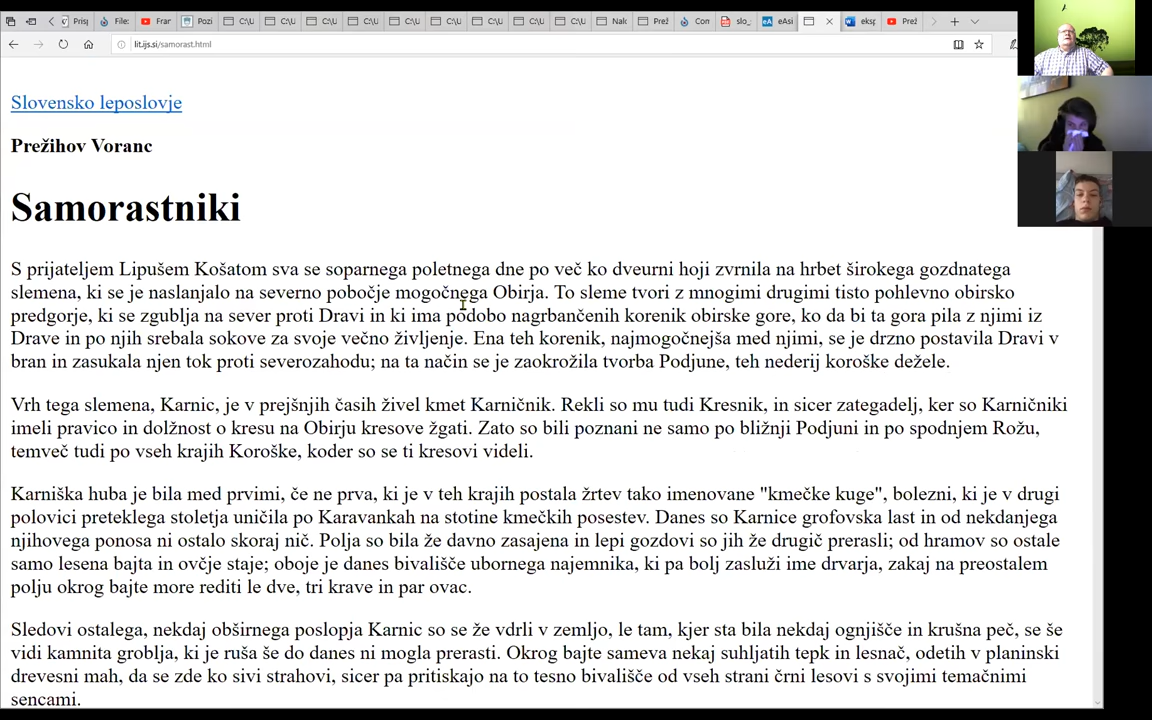 Prisp
File:
Frar
Pozi
C:\U
C:\U
C:\U
C:\U
C:\U
C:\U
C:\U
C:\U
C:\U
Nak
Prež
Con
slo_
eAsi
eksp
Prež
lit.ijs.si/samorast.html
Slovensko leposlovje
Prežihov Voranc
Samorastniki
S prijateljem Lipušem Košatom sva se soparnega poletnega dne po več ko dveurni hoji zvrnila na hrbet širokega gozdnatega
slemena, ki se je naslanjalo na severno pobočje mogočnega Obirja. To sleme tvori z mnogimi drugimi tisto pohlevno obirsko
predgorje, ki se zgublja na sever proti Dravi in ki ima podobo nagrbančenih korenik obirske gore, ko da bi ta gora pila z njimi iz
Drave in po njih srebala sokove za svoje večno življenje. Ena teh korenik, najmogočnejša med njimi, se je drzno postavila Dravi v
bran in zasukala njen tok proti severozahodu; na ta način se je zaokrožila tvorba Podjune, teh nederij koroške dežele.
Vrh tega slemena, Karnic, je v prejšnjih časih živel kmet Karničnik. Rekli so mu tudi Kresnik, in sicer zategadelj, ker so Karničniki
imeli pravico in dolžnost o kresu na Obirju kresove žgati. Zato so bili poznani ne samo po bližnji Podjuni in po spodnjem Rožu,
temveč tudi po vseh krajih Koroške, koder so se ti kresovi videli.
Karniška huba je bila med prvimi, če ne prva, ki je v teh krajih postala žrtev tako imenovane "kmečke kuge", bolezni, ki je v drugi
polovici preteklega stoletja uničila po Karavankah na stotine kmečkih posestev. Danes so Karnice grofovska last in od nekdanjega
njihovega ponosa ni ostalo skoraj nič. Polja so bila že davno zasajena in lepi gozdovi so jih že drugič prerasli; od hramov so ostale
samo lesena bajta in ovčje staje; oboje je danes bivališče ubornega najemnika, ki pa bolj zasluži ime drvarja, zakaj na preostalem
polju okrog bajte more rediti le dve, tri krave in par ovac.
Sledovi ostalega, nekdaj obširnega poslopja Karnic so se že vdrli v zemljo, le tam, kjer sta bila nekdaj ognjišče in krušna peč, se še
vidi kamnita groblja, ki je ruša še do danes ni mogla prerasti. Okrog bajte sameva nekaj suhljatih tepk in lesnač, odetih v planinski
drevesni mah, da se zde ko sivi strahovi, sicer pa pritiskajo na to tesno bivališče od vseh strani črni lesovi s svojimi temačnimi
sencami.